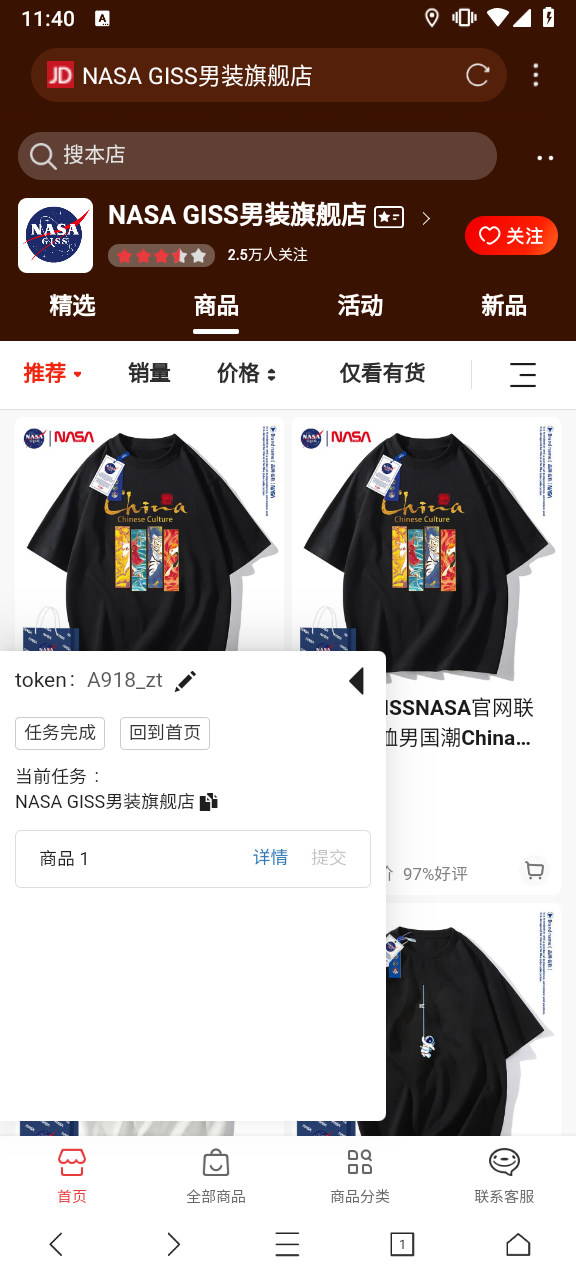 11:40 A
JD NASA GISS男装旗舰店
搜本店
NASA GISS男装旗舰店
2.5万人关注
关注
精选 商品 活动 新品
推荐 销量 价格 仅看有货
NASA NASA
NASA NASA
China
Chinese Culture
China
Chinese Culture
token： A918_zt
任务完成 回到首页
当前任务：
NASA GISS男装旗舰店
商品 1 详情 提交
ISSNASA官网联
恤男国潮China...
97%好评
首页 全部商品 商品分类 联系客服
1